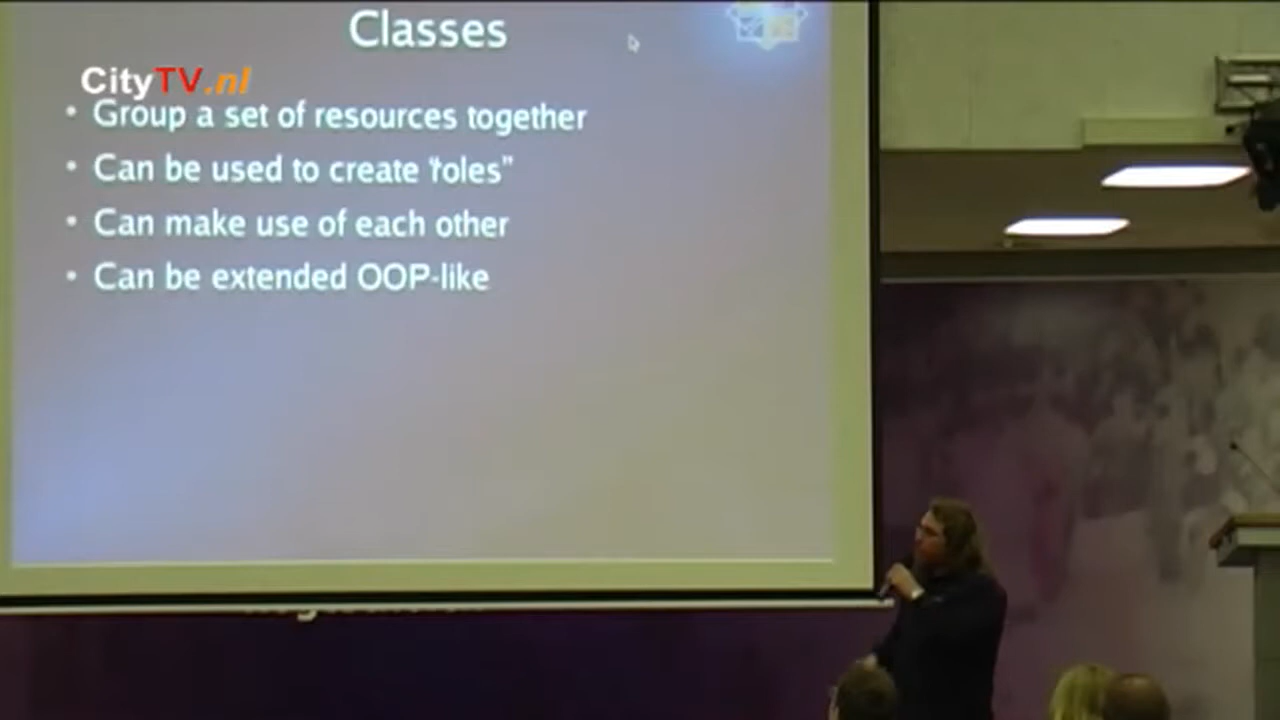 Classes
CityTV.nl
• Group a set of resources together
• Can be used to create "roles"
• Can make use of each other
• Can be extended OOP-like